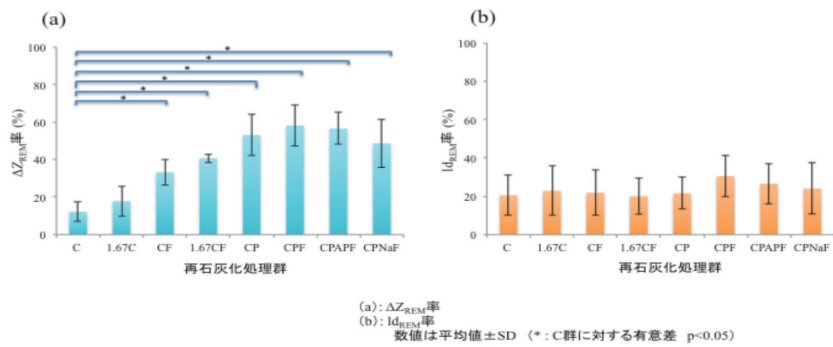 (a)
(b)
*
*
*
*
*
*
100
80
60
40
20
0
ΔZREM率 (%)
C 1.67C CF 1.67CF CP CPF CPAPF CPNaF
再石灰化処理群
100
80
60
40
20
0
ldREM率 (%)
C 1.67C CF 1.67CF CP CPF CPAPF CPNaF
再石灰化処理群
(a): ΔZREM率
(b): ldREM率
数値は平均値±SD (*: C群に対する有意差 p<0.05)